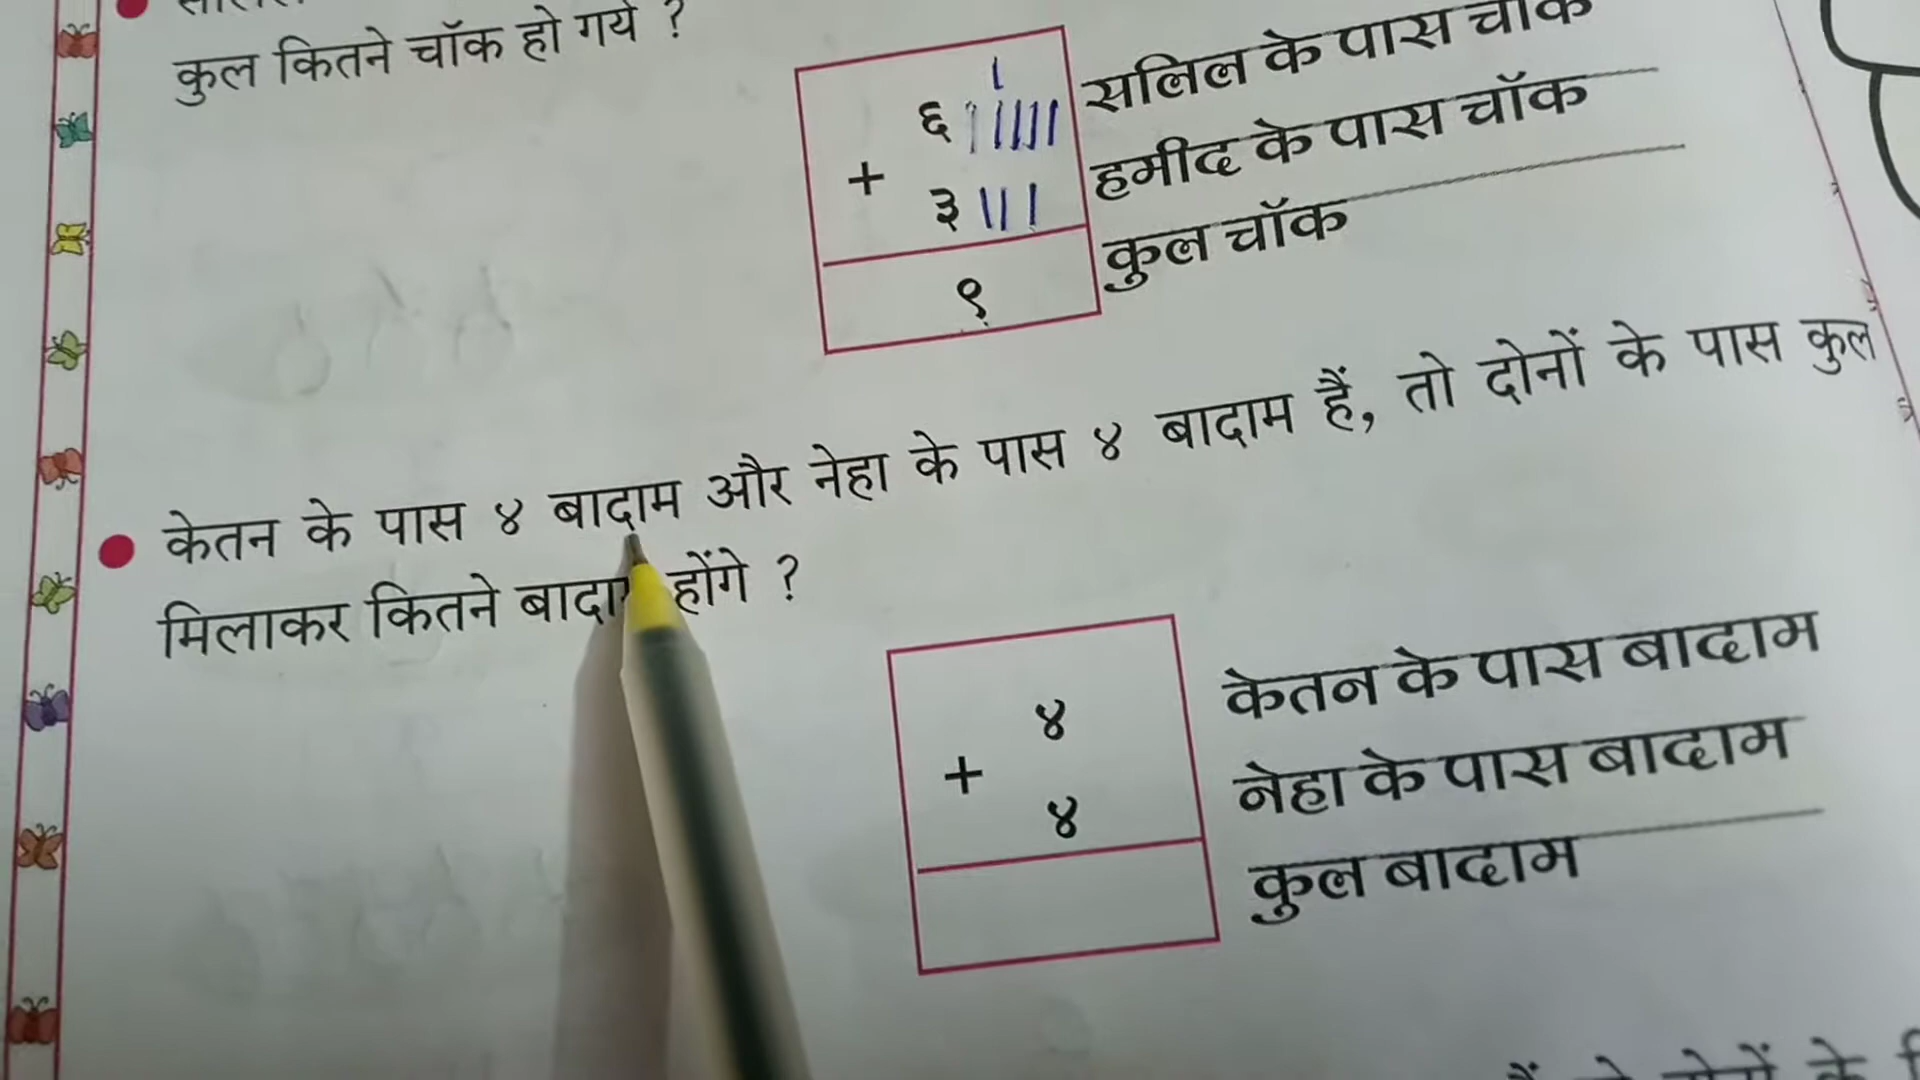 कुल कितने चॉक हो गये ?
६
+
३
९
सलिल के पास चॉक
हमीद के पास चॉक
कुल चॉक
केतन के पास ४ बादाम और नेहा के पास ४ बादाम हैं, तो दोनों के पास कुल
मिलाकर कितने बादाम होंगे ?
४
+
४
केतन के पास बादाम
नेहा के पास बादाम
कुल बादाम